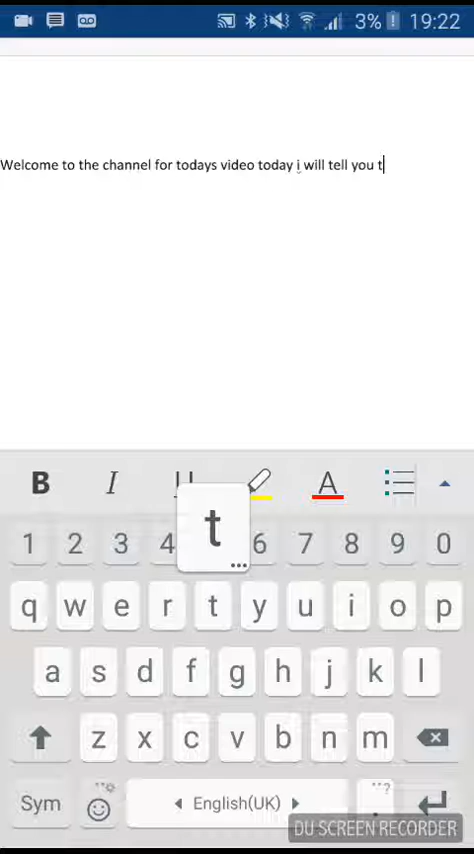 3% 19:22
Welcome to the channel for todays video today i will tell you t
B I U A
1 2 3 4 t 6 7 8 9 0
q w e r t y u i o p
a s d f g h j k l
z x c v b n m
Sym English(UK) . ?
DU SCREEN RECORDER